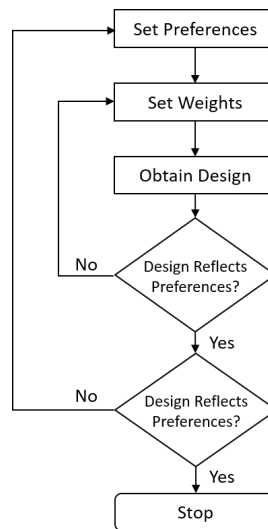 Set Preferences
Set Weights
Obtain Design
Design Reflects
Preferences?
No
Yes
Design Reflects
Preferences?
No
Yes
Stop